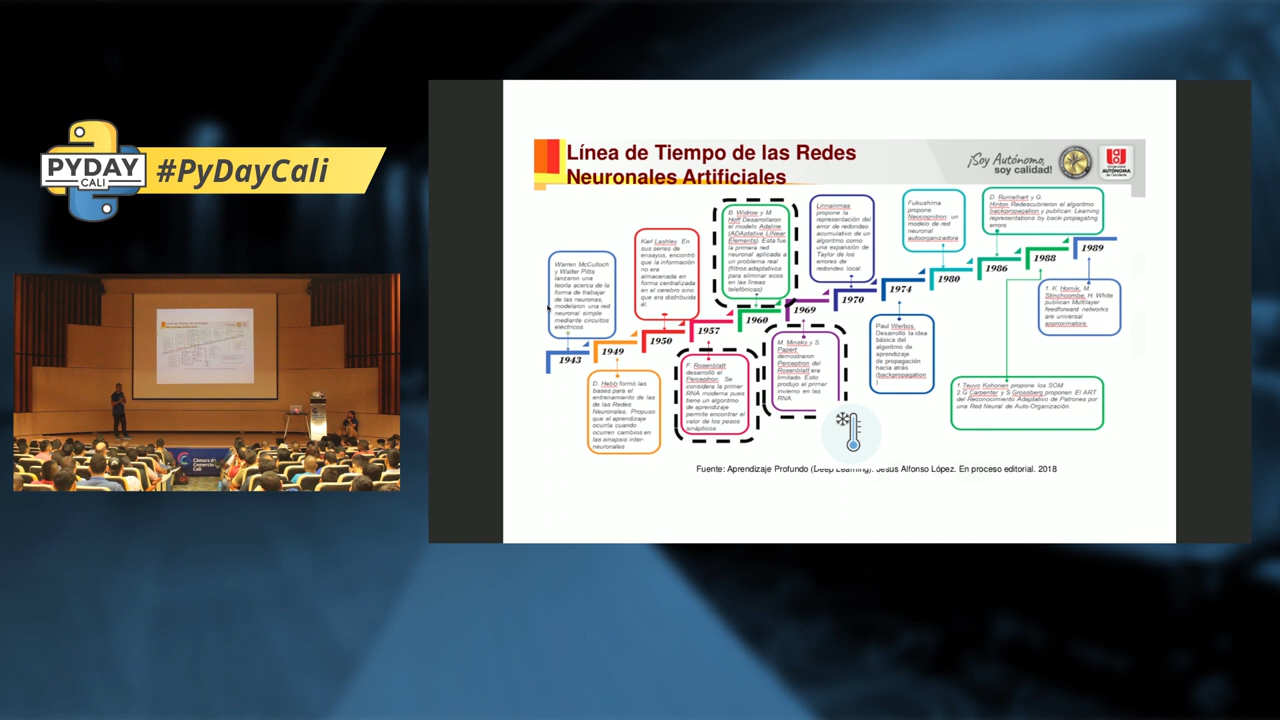 PYDAY
CALI
#PyDayCali
Línea de Tiempo de las Redes
Neuronales Artificiales
¡Soy Autónomo,
soy calidad!
Warren McCulloch
y Walter Pitts
lanzaron una
teoría acerca de la
forma de trabajar
de las neuronas,
modelaron una red
neuronal simple
mediante circuitos
eléctricos
1943
D. Hebb formó las
bases para el
entrenamiento de las
de las Redes
Neuronales. Propuso
que el aprendizaje
ocurría cuando
ocurren cambios en
las sinapsis inter-
neuronales
1949
Karl Lashley. En
sus series de
ensayos, encontró
que la información
no era
almacenada en
forma centralizada
en el cerebro sino
que era distribuida
él.
1950
F. Rosenblatt
desarrolló el
Perceptron. Se
considera la primer
RNA moderna pues
tiene un algoritmo
de aprendizaje
permite encontrar el
valor de los pesos
sinápticos
1957
B. Widrow y M.
Hoff Desarrollaron
el modelo Adaline
(ADAptative LINear
Elements). Esta fue
la primera red
neuronal aplicada a
un problema real
(filtros adaptativos
para eliminar ecos
en las líneas
telefónicas)
1960
M. Minsky y S.
Papert
demostraron
Perceptron del
Rosenblatt era
limitado. Esto
produjo el primer
invierno en las
RNA.
1969
Linnainmaa
propone la
representación del
error de redondeo
acumulativo de un
algoritmo como
una expansión de
Taylor de los
errores de
redondeo local
1970
Paul Werbos
Desarrolló la idea
básica del
algoritmo de
aprendizaje
de propagación
hacia atrás
(backpropagation
)
1974
Fukushima
propone
Neocognitron: un
modelo de red
neuronal
autoorganizadora
1980
D. Rumelhart y G.
Hinton Redescubrieron el algoritmo
backpropagation y publican: Learning
representations by back-propagating
errors
1986
1.Teuvo Kohonen propone los SOM
2.G Carpenter y S Grossberg proponen El ART
del Reconocimiento Adaptativo de Patrones por
una Red Neural de Auto-Organización.
1988
K. Hornik, M.
Stinchcombe, H. White
publican Multilayer
feedforward networks
are universal
approximators
1989
Fuente: Aprendizaje Profundo (Deep Learning). Jesús Alfonso López. En proceso editorial. 2018
Cámara de
Comercio
Cali